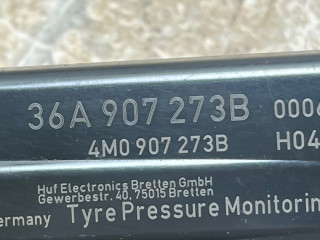 36A 907 273B 0006
4M0 907 273B H04
Huf Electronics Bretten GmbH
Gewerbestr. 40, 75015 Bretten
ermany Tyre Pressure Monitorin